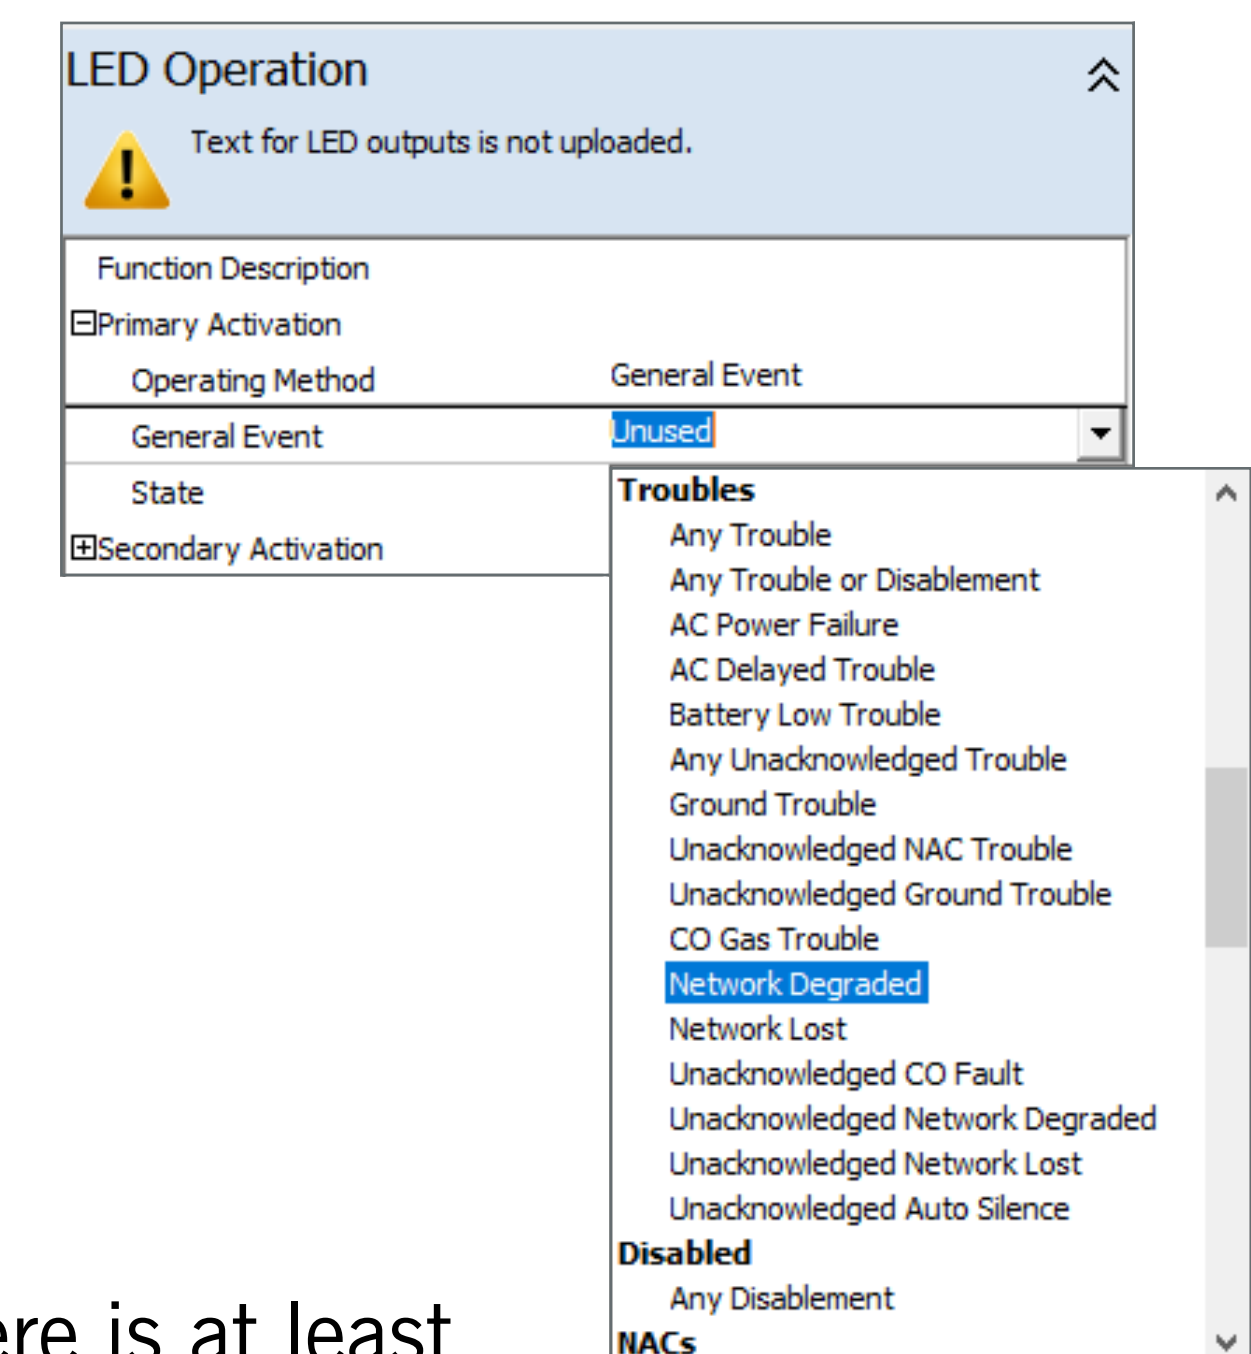 LED Operation
Text for LED outputs is not uploaded.
Function Description
Primary Activation
Operating Method General Event
General Event Unused
State
Secondary Activation
Troubles
Any Trouble
Any Trouble or Disablement
AC Power Failure
AC Delayed Trouble
Battery Low Trouble
Any Unacknowledged Trouble
Ground Trouble
Unacknowledged NAC Trouble
Unacknowledged Ground Trouble
CO Gas Trouble
Network Degraded
Network Lost
Unacknowledged CO Fault
Unacknowledged Network Degraded
Unacknowledged Network Lost
Unacknowledged Auto Silence
Disabled
Any Disablement
NACs
is at least